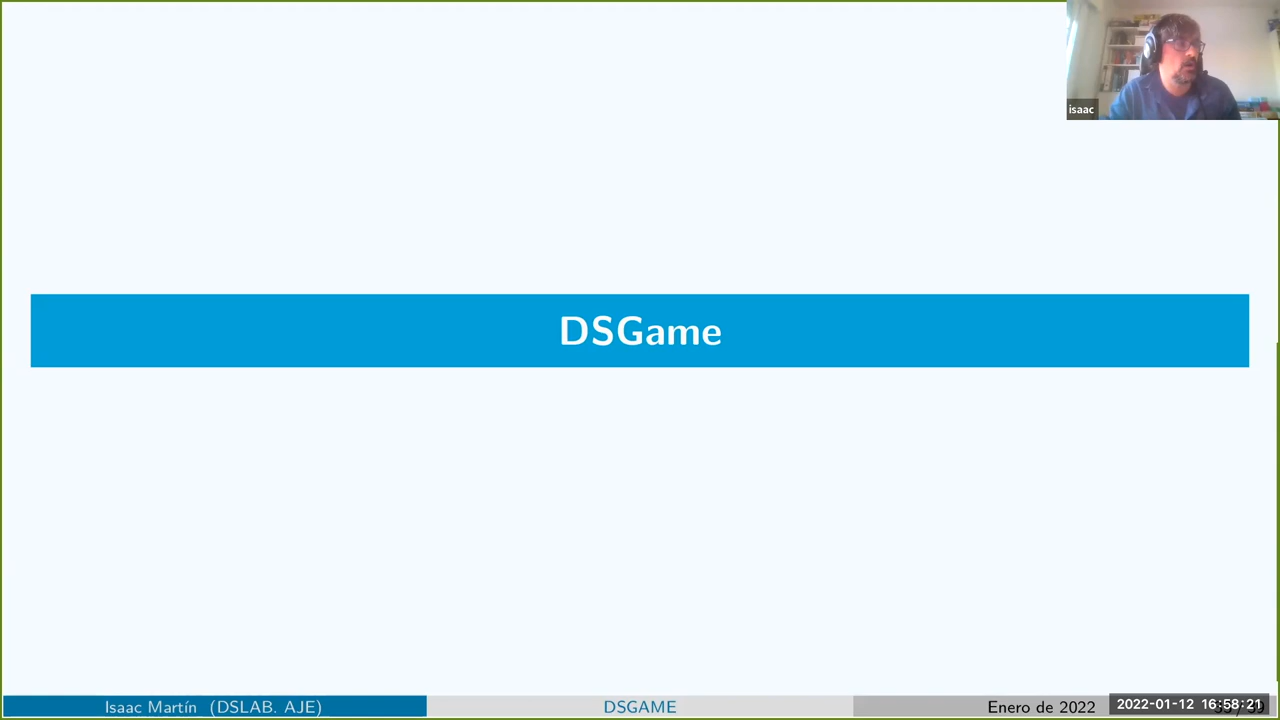 isaac
DSGame
Isaac Martín (DSLAB. AJE)
DSGAME
Enero de 2022
2022-01-12 16:58:21